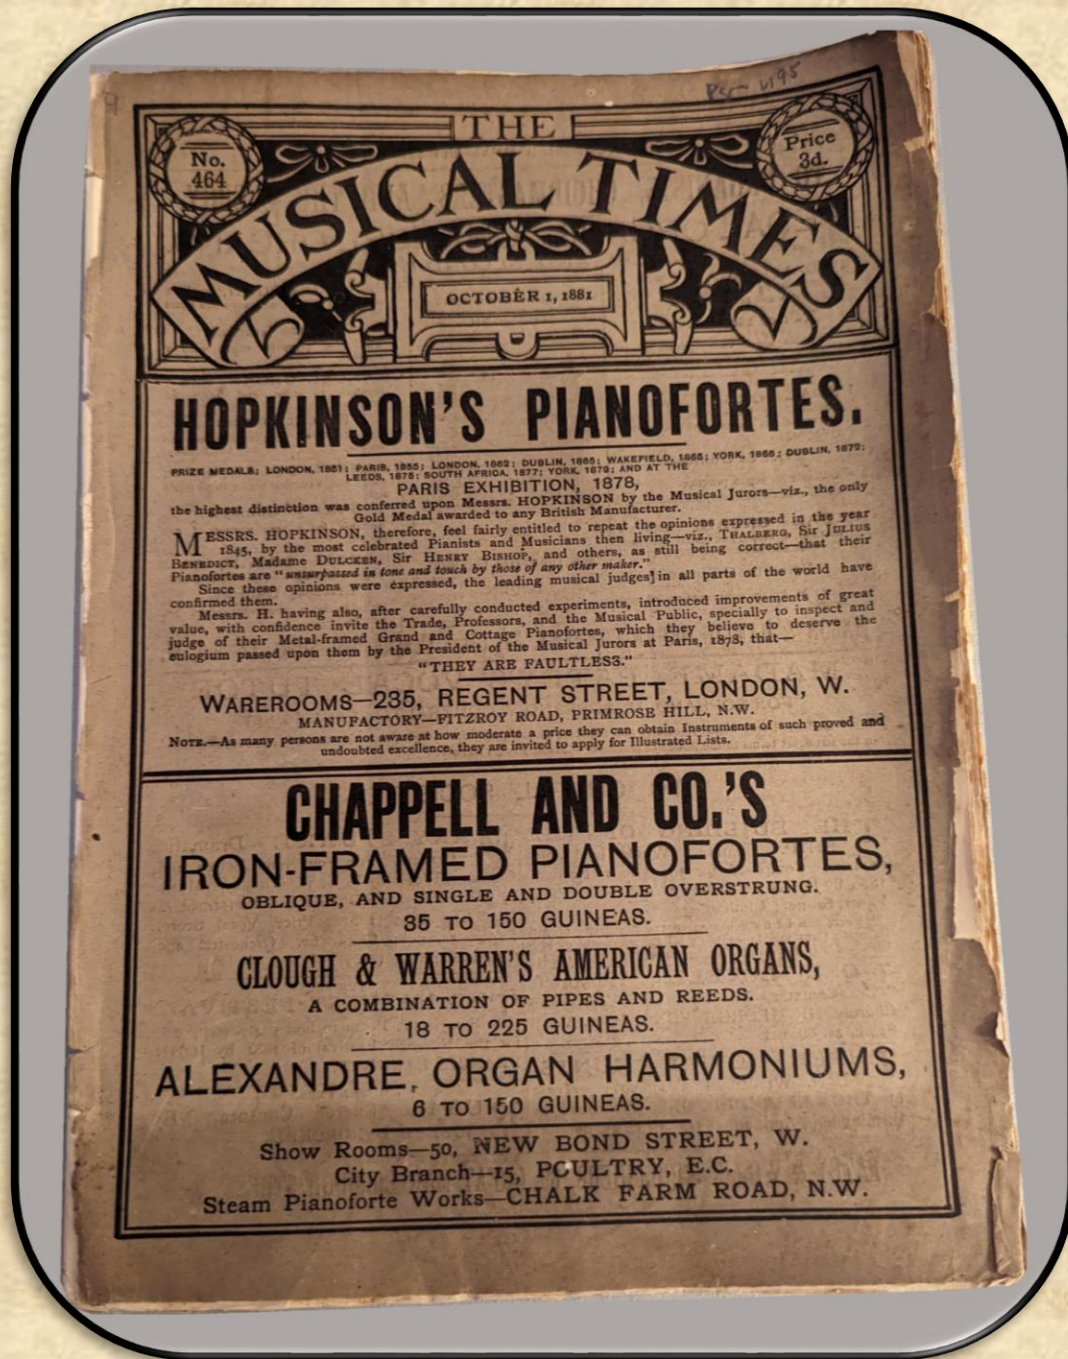 THE
MUSICAL TIMES
No.
464
Price
3d.
OCTOBER 1, 1881
HOPKINSON'S PIANOFORTES.
PRIZE MEDALS; LONDON, 1851; PARIS, 1855; LONDON, 1862; DUBLIN, 1865; WAKEFIELD, 1865; YORK, 1866; DUBLIN, 1872;
LEEDS, 1875; SOUTH AFRICA, 1877; YORK, 1879; AND AT THE
PARIS EXHIBITION, 1878,
the highest distinction was conferred upon Messrs. HOPKINSON by the Musical Jurors—viz., the only
Gold Medal awarded to any British Manufacturer.
MESSRS. HOPKINSON, therefore, feel fairly entitled to repeat the opinions expressed in the year
1845, by the most celebrated Pianists and Musicians then living—viz., THALBERG, Sir JULIUS
BENEDICT, Madame DULCKEN, Sir HENRY BISHOP, and others, as still being correct—that their
Pianofortes are "unsurpassed in tone and touch by those of any other maker."
Since these opinions were expressed, the leading musical judges] in all parts of the world have
confirmed them.
Messrs. H. having also, after carefully conducted experiments, introduced improvements of great
value, with confidence invite the Trade, Professors, and the Musical Public, specially to inspect and
judge of their Metal-framed Grand and Cottage Pianofortes, which they believe to deserve the
eulogium passed upon them by the President of the Musical Jurors at Paris, 1878, that—
"THEY ARE FAULTLESS."
WAREROOMS—235, REGENT STREET, LONDON, W.
MANUFACTORY—FITZROY ROAD, PRIMROSE HILL, N.W.
NOTE.—As many persons are not aware at how moderate a price they can obtain Instruments of such proved and
undoubted excellence, they are invited to apply for Illustrated Lists.
CHAPPELL AND CO.'S
IRON-FRAMED PIANOFORTES,
OBLIQUE, AND SINGLE AND DOUBLE OVERSTRUNG.
35 TO 150 GUINEAS.
CLOUGH & WARREN'S AMERICAN ORGANS,
A COMBINATION OF PIPES AND REEDS.
18 TO 225 GUINEAS.
ALEXANDRE, ORGAN HARMONIUMS,
6 TO 150 GUINEAS.
Show Rooms—50, NEW BOND STREET, W.
City Branch—15, POULTRY, E.C.
Steam Pianoforte Works—CHALK FARM ROAD, N.W.